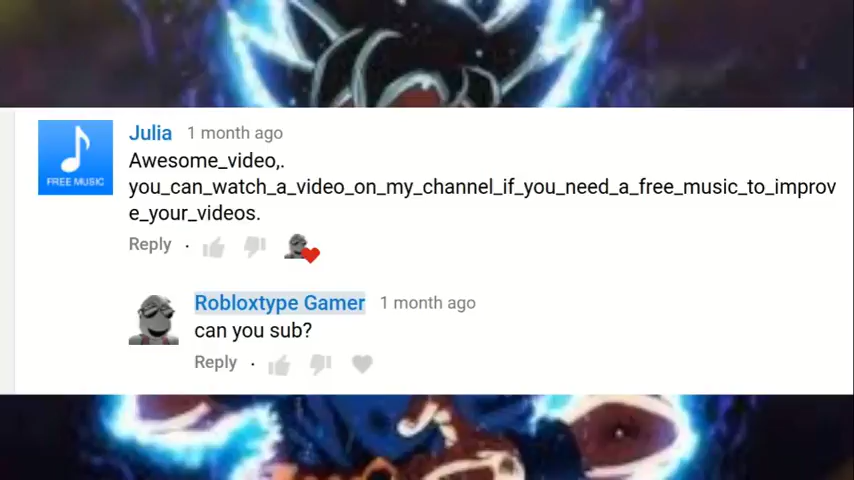 Julia 1 month ago
FREE MUSIC
Awesome_video,.
you_can_watch_a_video_on_my_channel_if_you_need_a_free_music_to_improv
e_your_videos.
Reply ·
Robloxtype Gamer 1 month ago
can you sub?
Reply ·